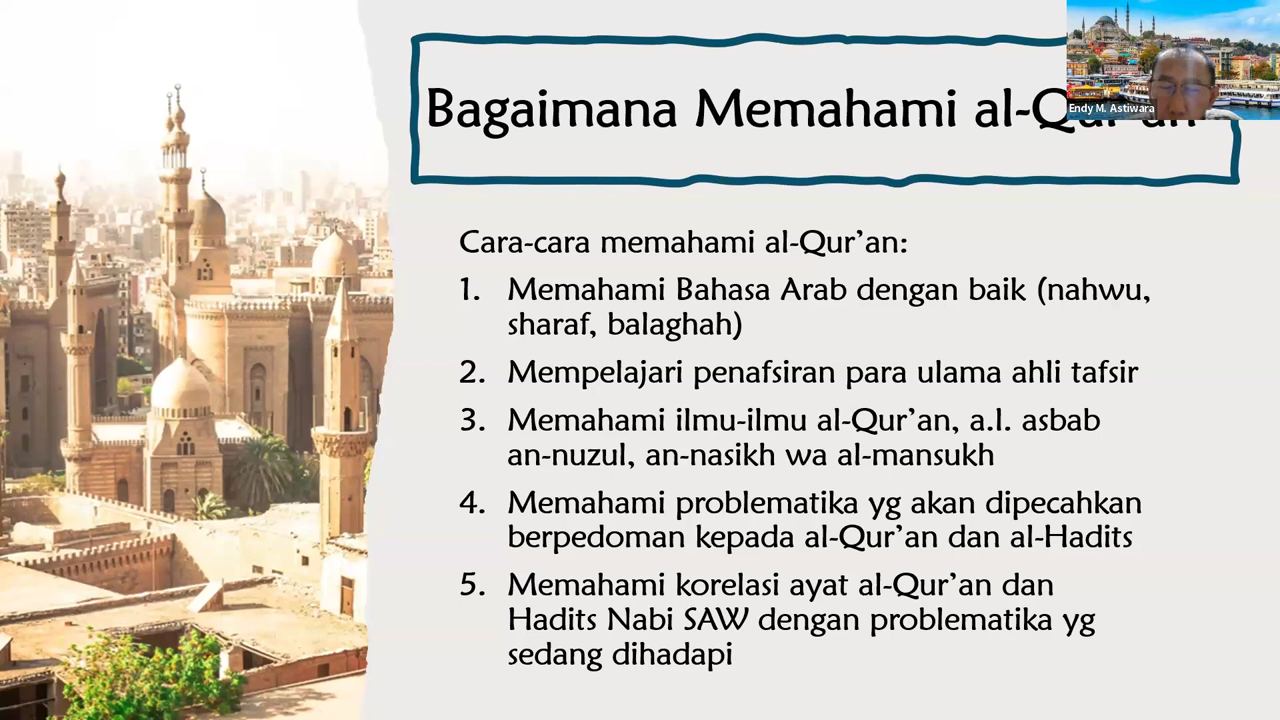 Bagaimana Memahami al-Qur'an
Endy M. Astiwara
Cara-cara memahami al-Qur’an:
1. Memahami Bahasa Arab dengan baik (nahwu,
sharaf, balaghah)
2. Mempelajari penafsiran para ulama ahli tafsir
3. Memahami ilmu-ilmu al-Qur’an, a.l. asbab
an-nuzul, an-nasikh wa al-mansukh
4. Memahami problematika yg akan dipecahkan
berpedoman kepada al-Qur’an dan al-Hadits
5. Memahami korelasi ayat al-Qur’an dan
Hadits Nabi SAW dengan problematika yg
sedang dihadapi